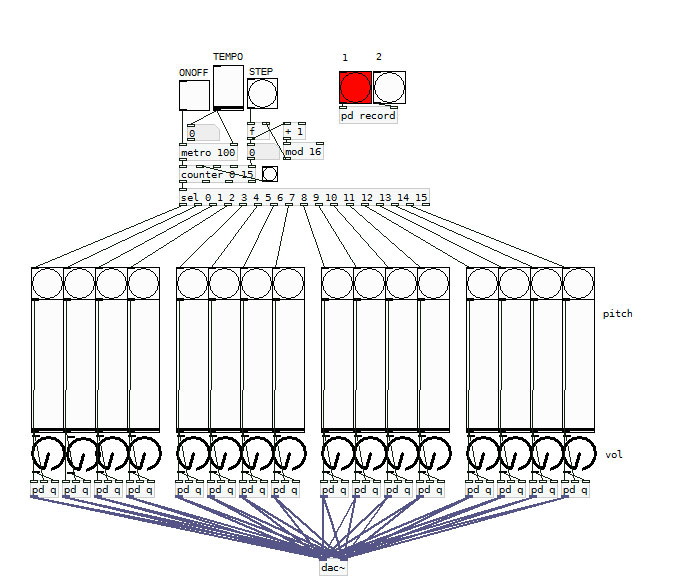 TEMPO
1 2
ONOFF STEP
pd record
0 f + 1
metro 100 0 mod 16
counter 0 15
sel 0 1 2 3 4 5 6 7 8 9 10 11 12 13 14 15
pitch
vol
pd q pd q pd q pd q pd q pd q pd q pd q pd q pd q pd q pd q pd q pd q pd q pd q
dac~